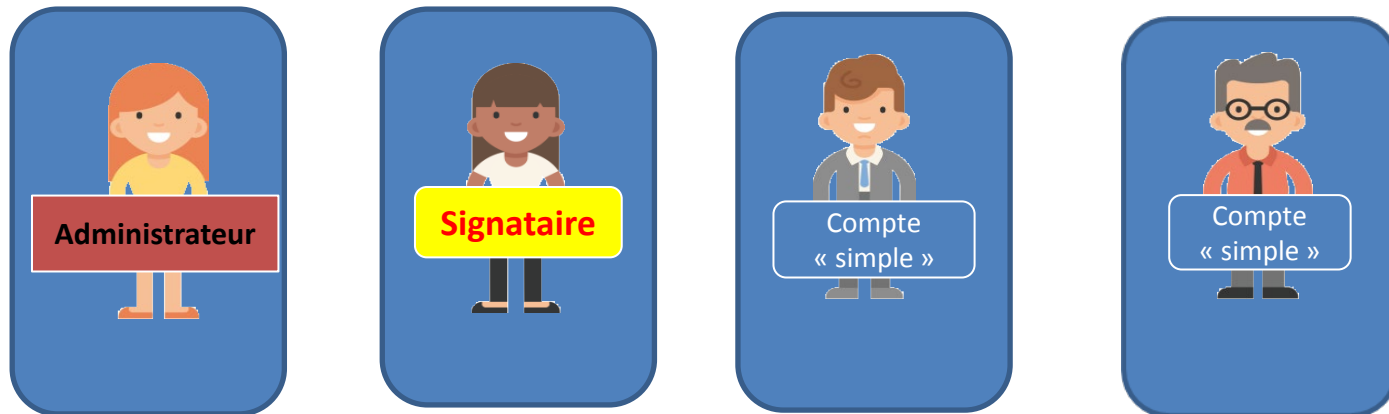 Administrateur
Signataire
Compte
« simple »
Compte
« simple »